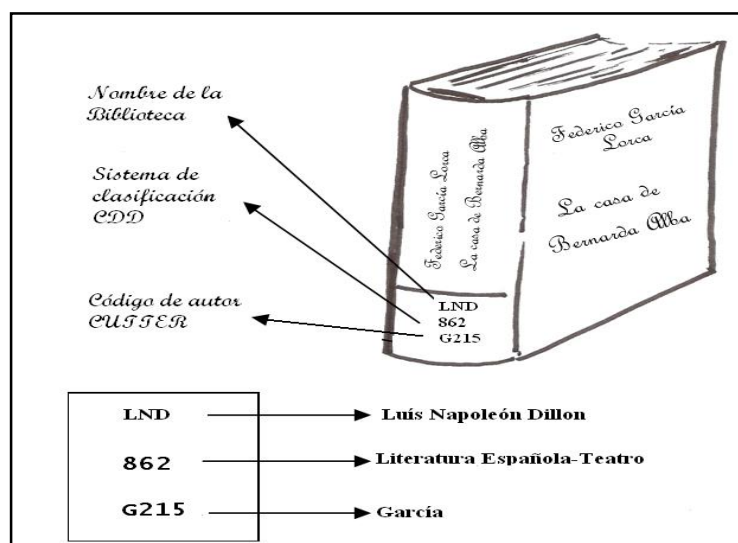 Nombre de la
Biblioteca
Sistema de
clasificación
CDD
Código de autor
CUTTER
Federico García Lorca
La casa de Bernarda Alba
LND
862
G215
Federico García
Lorca
La casa de
Bernarda Alba
LND
Luís Napoleón Dillon
862
Literatura Española-Teatro
G215
García